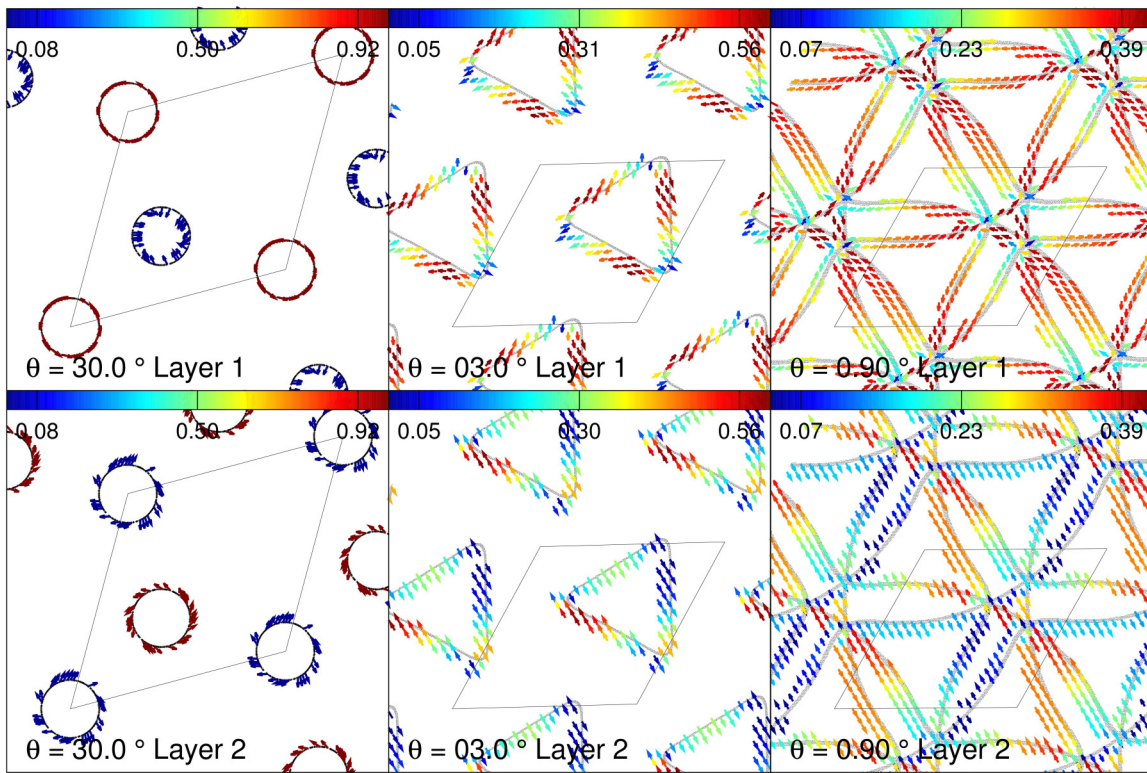 0.08 0.50 0.92
0.05 0.31 0.56
0.07 0.23 0.39
θ = 30.0 ° Layer 1
θ = 03.0 ° Layer 1
θ = 0.90 ° Layer 1
0.08 0.50 0.92
0.05 0.30 0.56
0.07 0.23 0.39
θ = 30.0 ° Layer 2
θ = 03.0 ° Layer 2
θ = 0.90 ° Layer 2